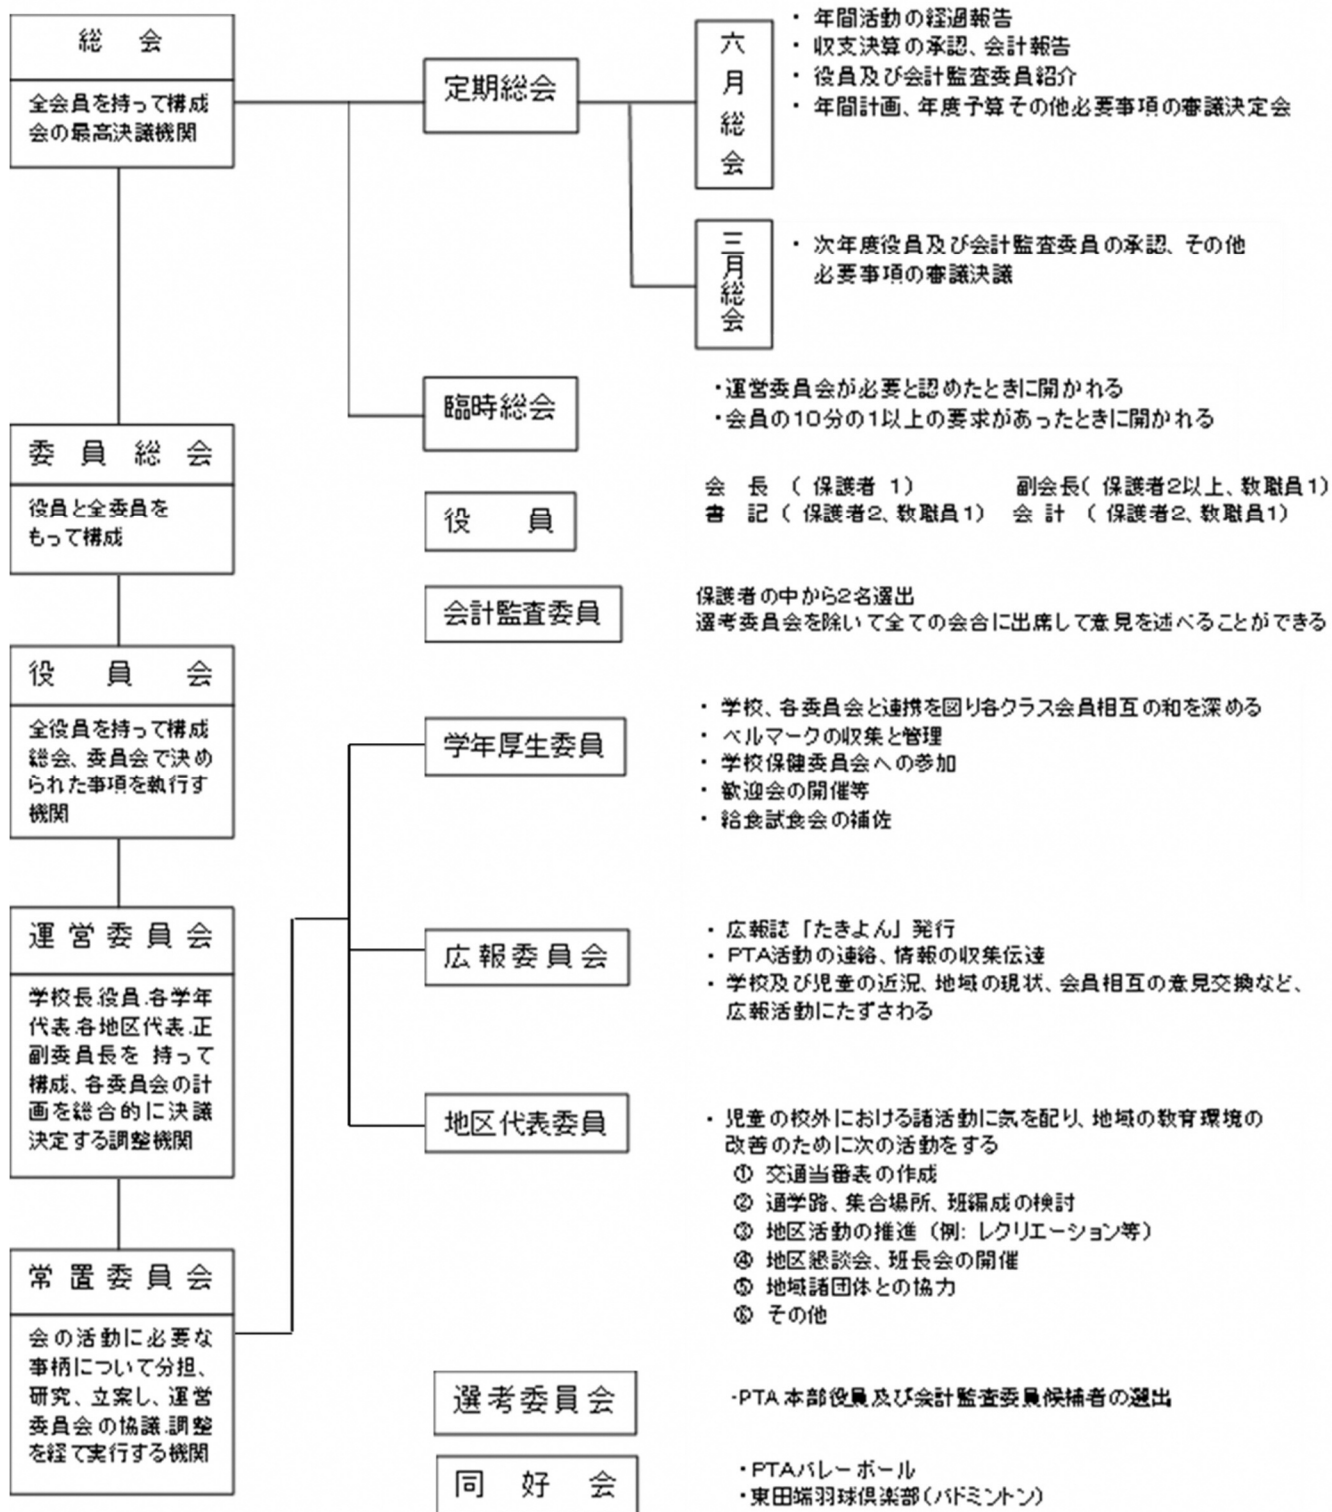 総 会
全会員を持って構成
会の最高決議機関
定期総会
六月総会
・ 年間活動の経過報告
・ 収支決算の承認、会計報告
・ 役員及び会計監査委員紹介
・ 年間計画、年度予算その他必要事項の審議決定会
三月総会
・ 次年度役員及び会計監査委員の承認、その他
必要事項の審議決議
臨時総会
・運営委員会が必要と認めたときに開かれる
・会員の10分の1以上の要求があったときに開かれる
委 員 総 会
役員と全委員を
もって構成
役 員
会 長 ( 保護者 1) 副会長( 保護者2以上、教職員1)
書 記 ( 保護者2、教職員1) 会 計 ( 保護者2、教職員1)
会計監査委員
保護者の中から2名選出
選考委員会を除いて全ての会合に出席して意見を述べることができる
役 員 会
全役員を持って構成
総会、委員会で決め
られた事項を執行す
機関
学年厚生委員
・ 学校、各委員会と連携を図り各クラス会員相互の和を深める
・ ベルマークの収集と管理
・ 学校保健委員会への参加
・ 歓迎会の開催等
・ 給食試食会の補佐
運 営 委 員 会
学校長.役員.各学年
代表.各地区代表.正
副委員長を 持って
構成、各委員会の計
画を総合的に決議
決定する調整機関
広 報 委 員 会
・ 広報誌「たきよん」発行
・ PTA活動の連絡、情報の収集伝達
・ 学校及び児童の近況、地域の現状、会員相互の意見交換など、
広報活動にたずさわる
地区代表委員
・ 児童の校外における諸活動に気を配り、地域の教育環境の
改善のために次の活動をする
① 交通当番表の作成
② 通学路、集合場所、班編成の検討
③ 地区活動の推進 (例: レクリエーション等)
④ 地区懇談会、班長会の開催
⑤ 地域諸団体との協力
⑥ その他
常 置 委 員 会
会の活動に必要な
事柄について分担、
研究、立案し、運営
委員会の協議.調整
を経て実行する機関
選考委員会
・PTA 本部役員及び会計監査委員候補者の選出
同 好 会
・PTAバレーボール
・東田端羽球倶楽部(バドミントン)